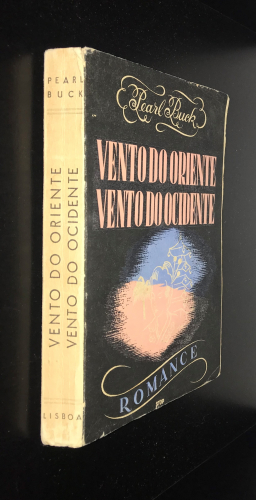 PEARL
BUCK
VENTO DO ORIENTE
VENTO DO OCIDENTE
LISBOA
Pearl Buck
VENTO DO ORIENTE
VENTO DO OCIDENTE
ROMANCE